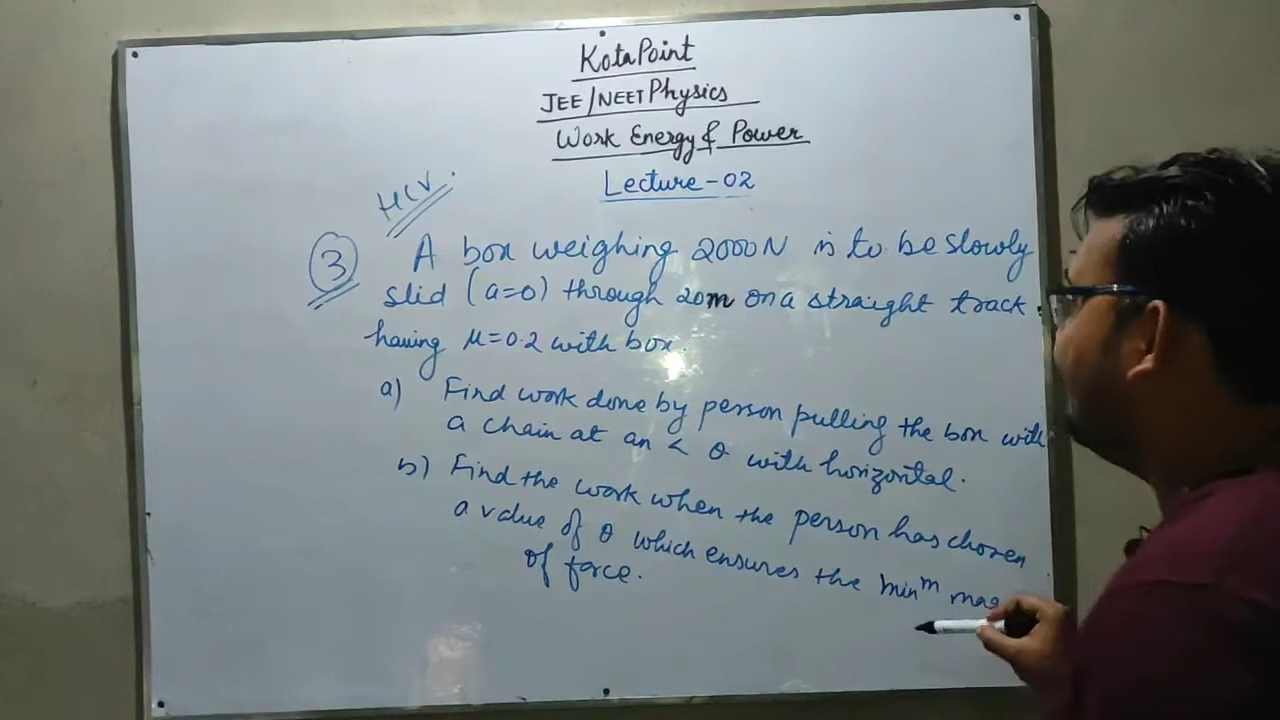 KotaPoint
JEE/NEET Physics
Work Energy & Power
Lecture-02
HCV.
3 A box weighing 2000N is to be slowly
slid (a=0) through 20m on a straight track
having μ=0.2 with box
a) Find work done by person pulling the box with
a chain at an < θ with horizontal.
b) Find the work when the person has chosen
a value of θ which ensures the minᵐ
of force.